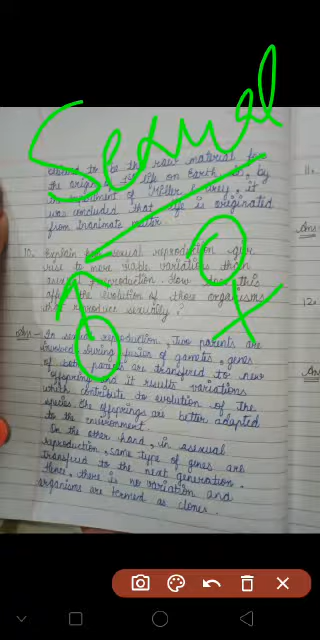 Sexual
to be the raw material for
the origin of life on Earth. So, by
the experiment of Miller & Urey, it
was concluded that life is originated
from inanimate matter.
11.
10. Explain how sexual reproduction give
rise to more viable variations than
reproduction. How does this
the evolution of those organisms
that reproduce sexually?
Ans
12.
Ans:- In sexual reproduction, Two parents are
involved during fusion of gametes, genes
of both parents are transfered to new
offspring and it results variations
which contribute to evolution of the
species. The offsprings are better adapted
to the environment.
Ans
On the other hand, in asexual
reproduction, same type of genes are
transfered to the next generation.
Hence, there is no variation and
organisms are termed as clones.